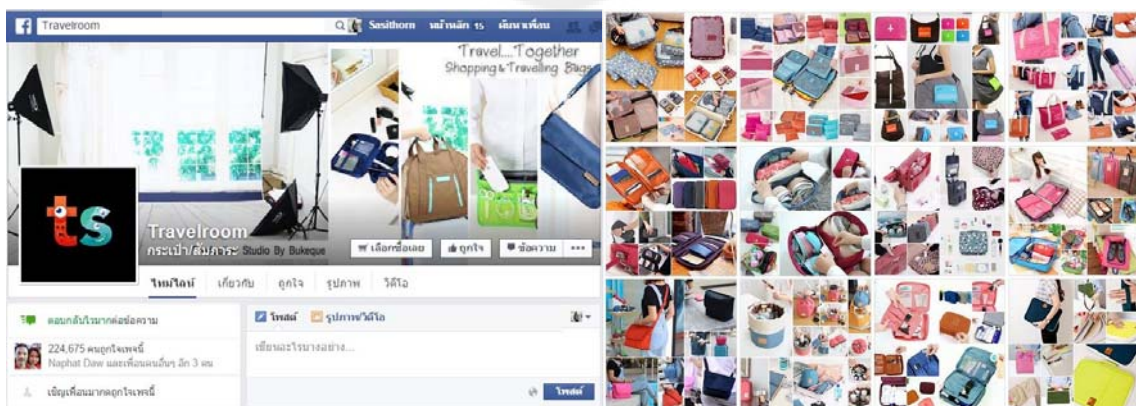 Travelroom
Sasithorn หน้าหลัก 15 ค้นหาเพื่อน
Travel....Together
Shopping & Travelling Bags
ts
Travelroom
กระเป๋า/สัมภาระ Studio By Bukeque
เลือกซื้อเลย ถูกใจ ข้อความ
ไทม์ไลน์ เกี่ยวกับ ถูกใจ รูปภาพ วิดีโอ
ตอบกลับไวมากต่อข้อความ
224,675 คนถูกใจเพจนี้
Naphat Daw และเพื่อนคนอื่นๆ อีก 3 คน
เชิญเพื่อนมากดถูกใจเพจนี้
โพสต์ รูปภาพ/วิดีโอ
เขียนอะไรบางอย่าง...
โพสต์